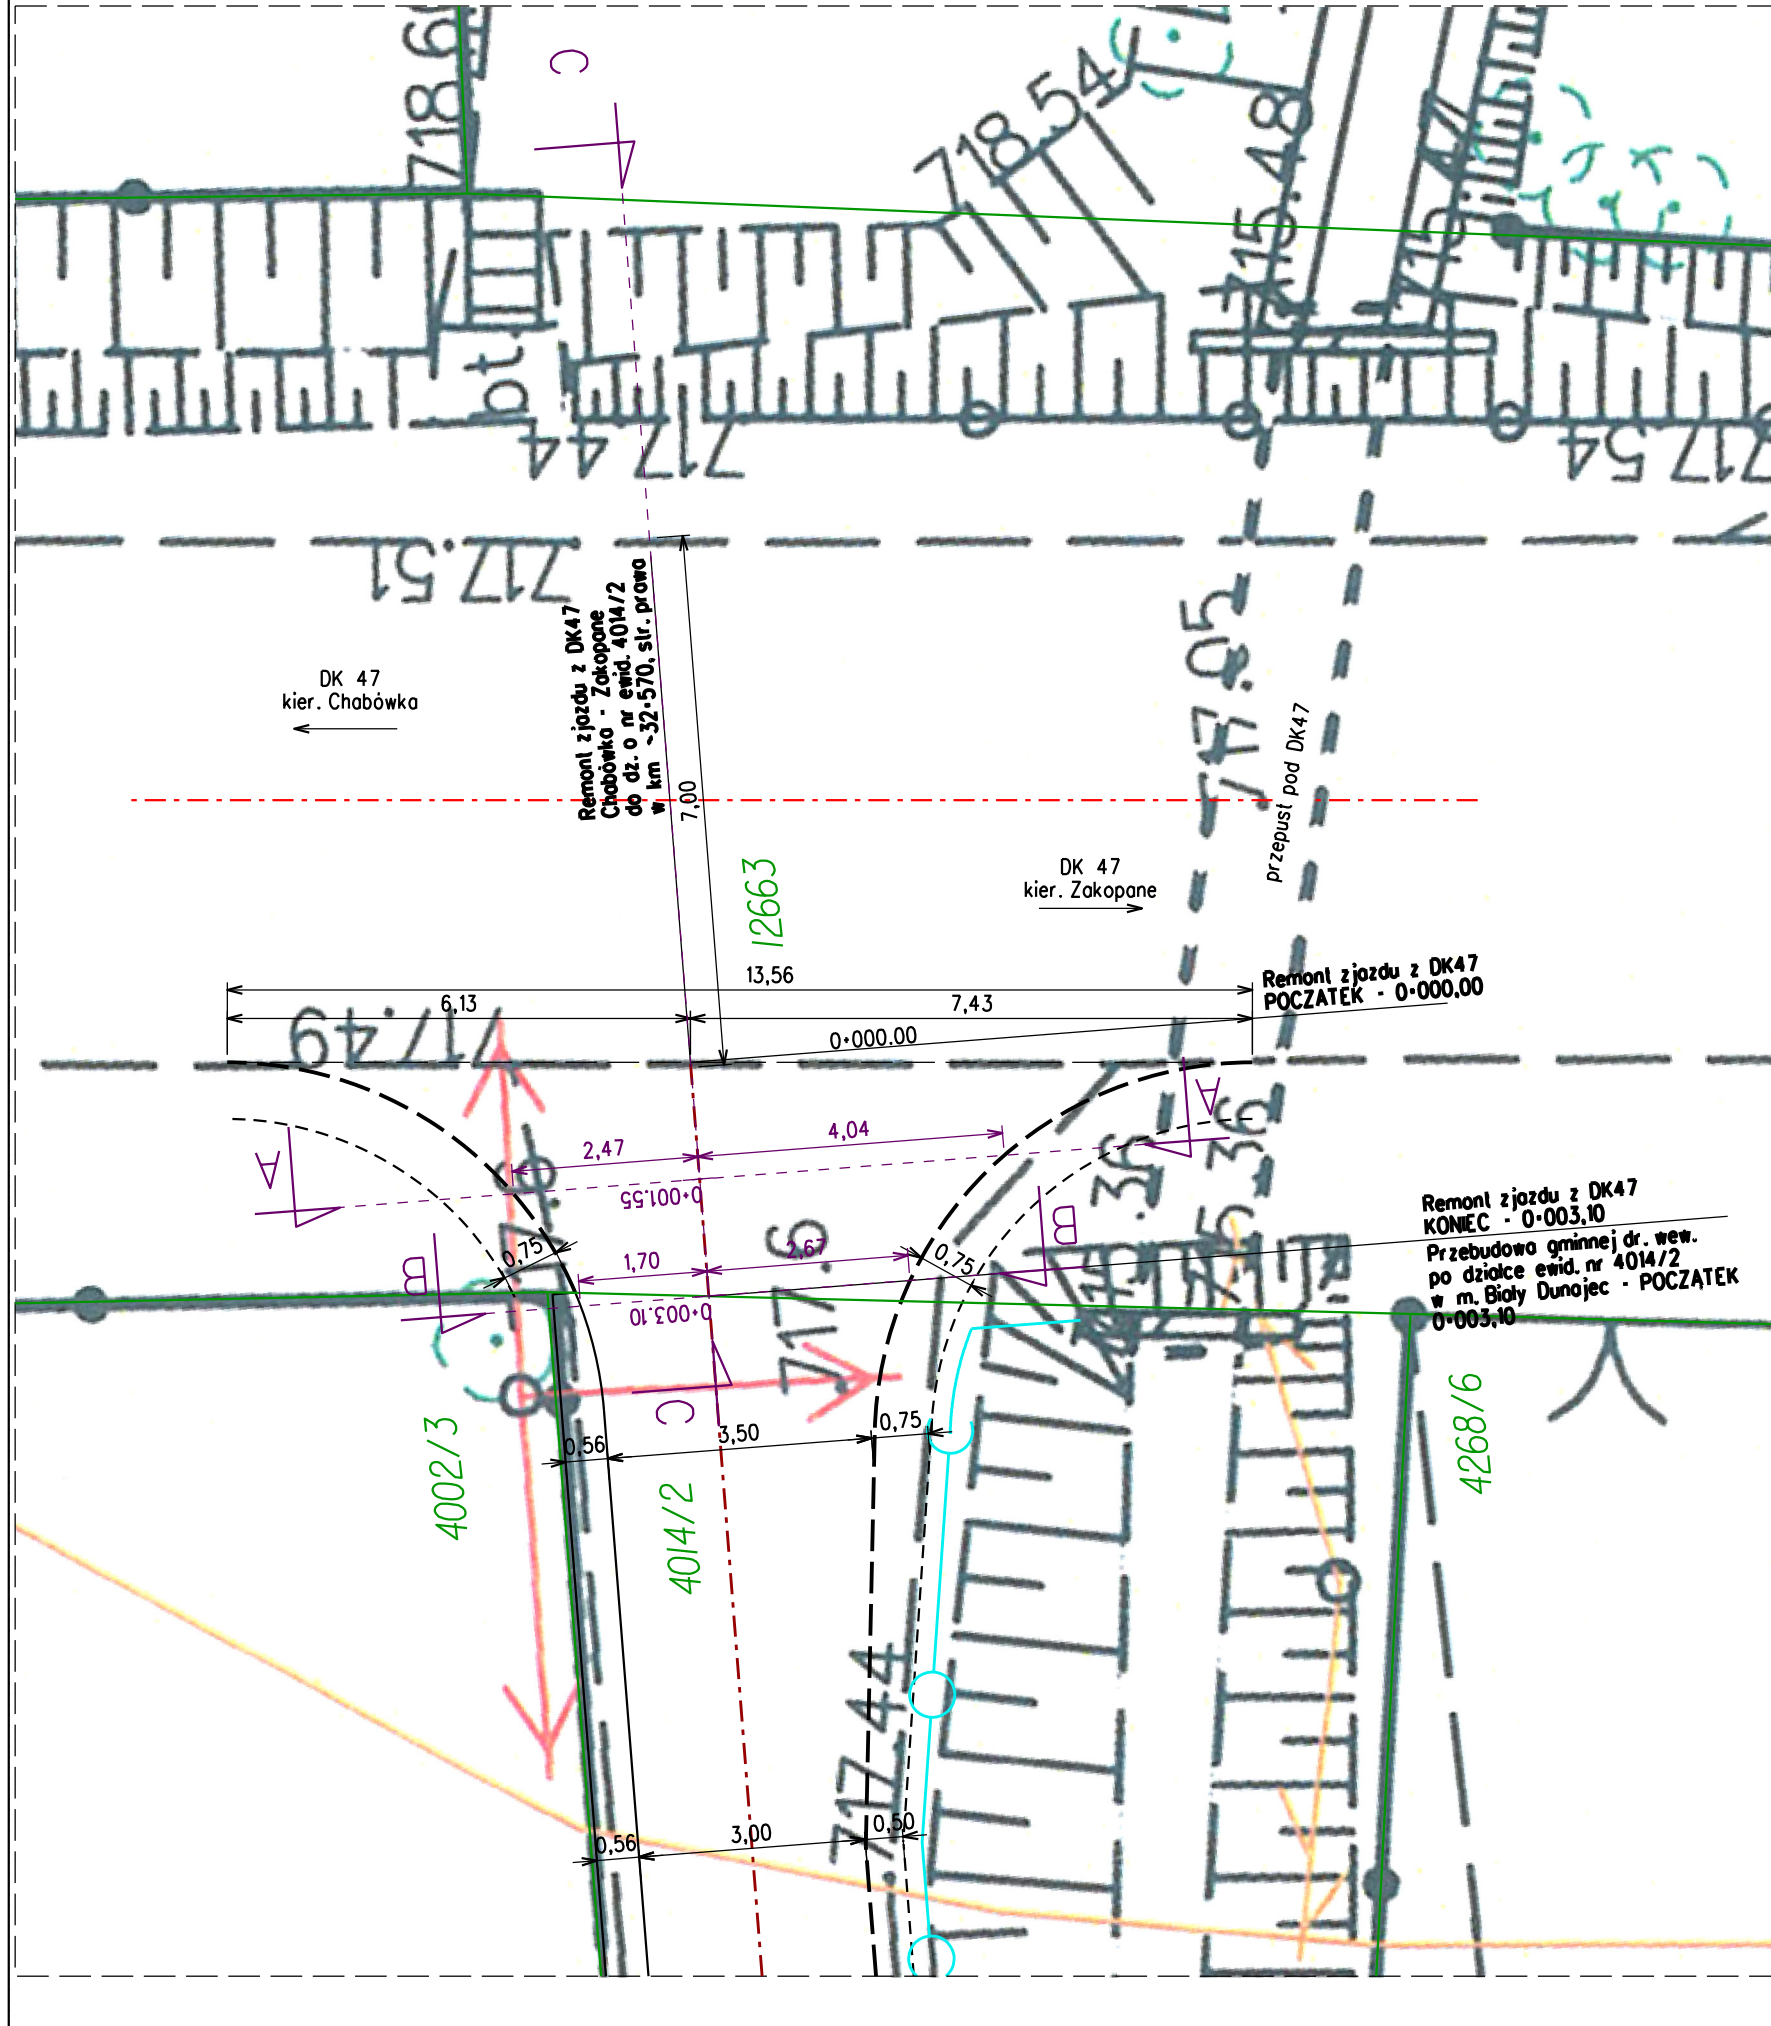 C
718.54
715.48
bt.
717.44
717.54
717.51
Remont zjazdu z DK47
Chabówka - Zakopane
do dz. o nr ewid. 4014/2
w km ~32+570, str. prawa
DK 47
kier. Chabówka
7,00
717.05
przepust pod DK47
12663
DK 47
kier. Zakopane
13,56
6,13
7,43
Remont zjazdu z DK47
POCZATEK - 0+000,00
0+000.00
717.49
A
A
2,47
4,04
0+001.55
B
B
0,75
1,70
2,67
0,75
0+003.10
Remont zjazdu z DK47
KONIEC - 0+003,10
Przebudowa gminnej dr. wew.
po działce ewid. nr 4014/2
w m. Biały Dunajec - POCZĄTEK
0+003,10
C
0,56
3,50
0,75
4002/3
4014/2
4268/6
717.44
0,56
3,00
0,50